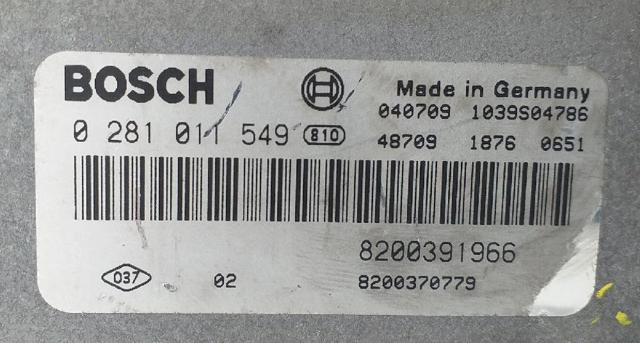 BOSCH
Made in Germany
040709 1039S04786
0 281 011 549 810
48709 1876 0651
8200391966
037 02 8200370779